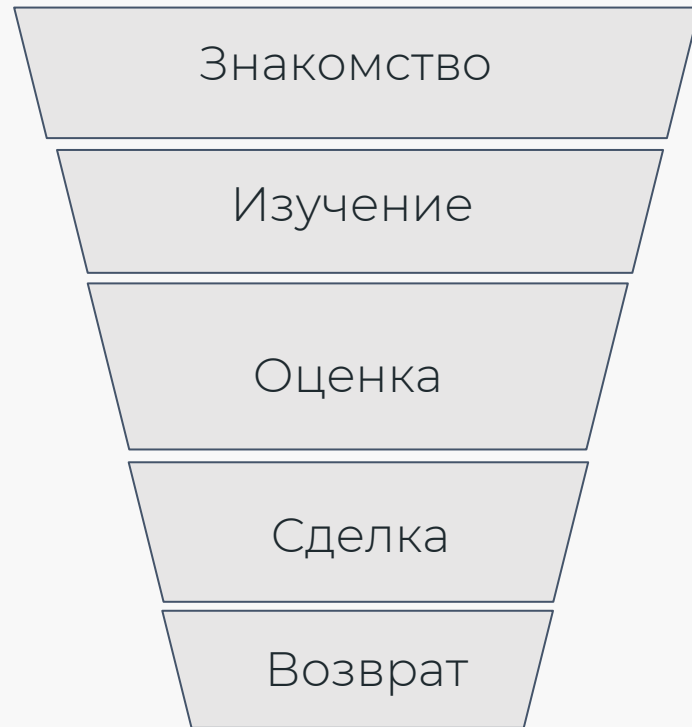 Знакомство
Изучение
Оценка
Сделка
Возврат